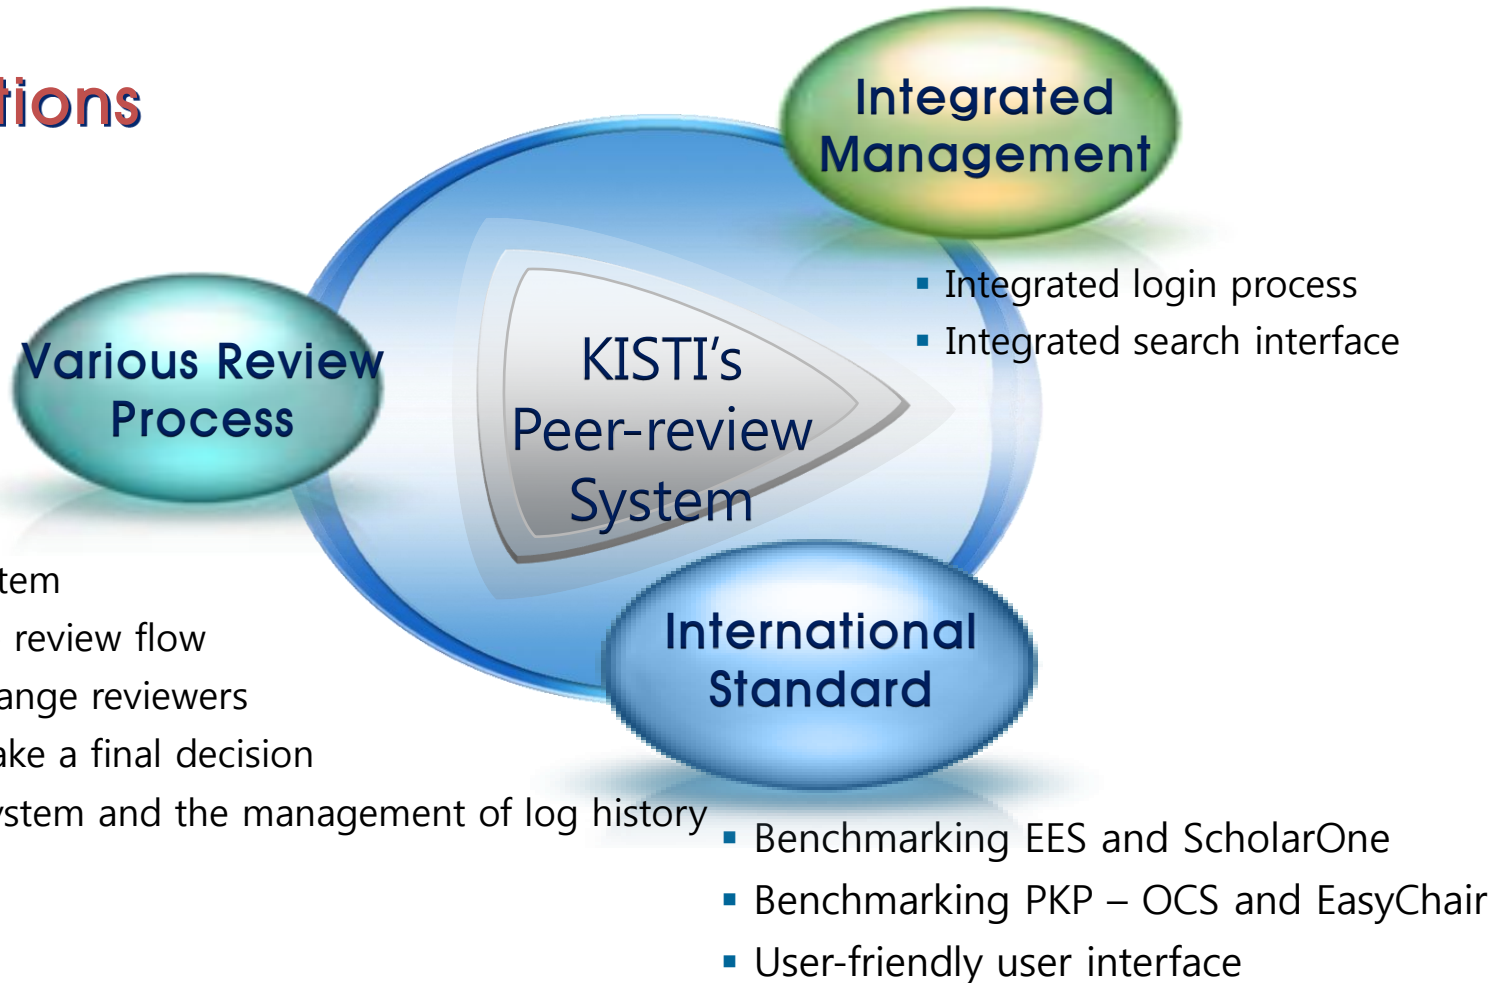 tions
Integrated
Management
Integrated login process
Integrated search interface
Various Review
Process
KISTI's
Peer-review
System
tem
review flow
ange reviewers
ake a final decision
ystem and the management of log history
International
Standard
Benchmarking EES and ScholarOne
Benchmarking PKP – OCS and EasyChair
User-friendly user interface